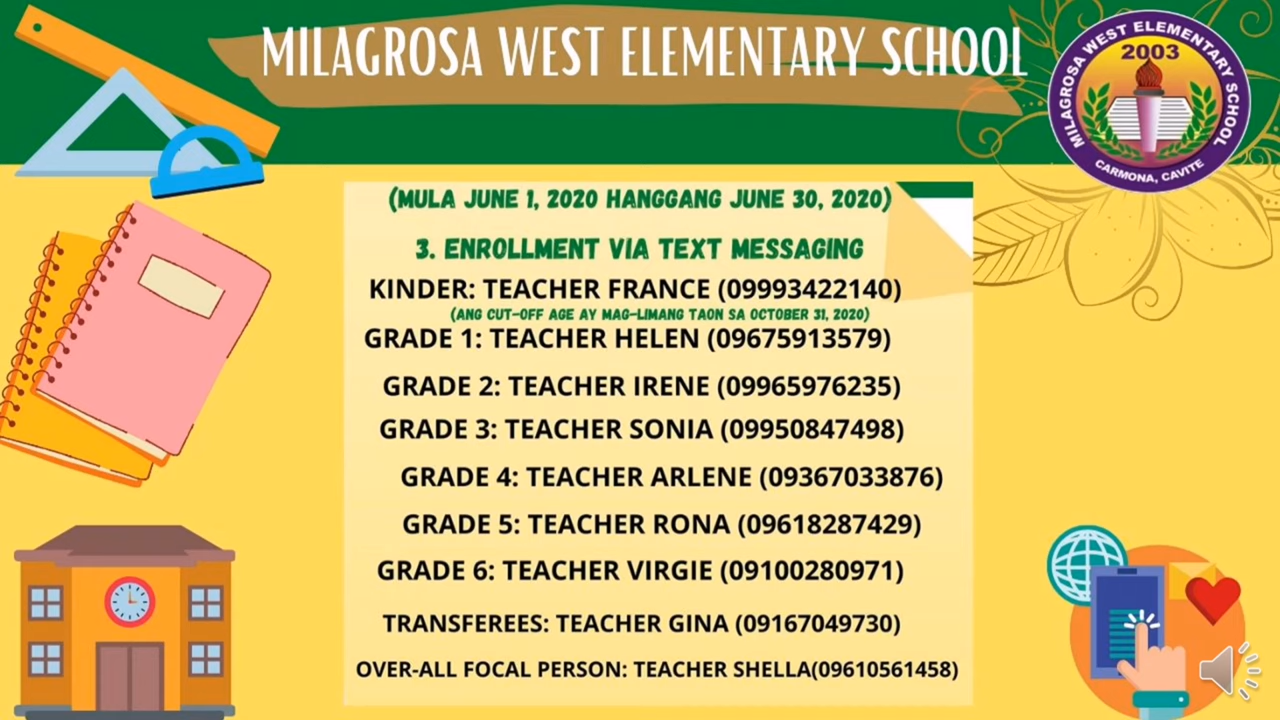 MILAGROSA WEST ELEMENTARY SCHOOL
MILAGROSA WEST ELEMENTARY SCHOOL
2003
CARMONA, CAVITE
(MULA JUNE 1, 2020 HANGGANG JUNE 30, 2020)
3. ENROLLMENT VIA TEXT MESSAGING
KINDER: TEACHER FRANCE (09993422140)
(ANG CUT-OFF AGE AY MAG-LIMANG TAON SA OCTOBER 31, 2020)
GRADE 1: TEACHER HELEN (09675913579)
GRADE 2: TEACHER IRENE (09965976235)
GRADE 3: TEACHER SONIA (09950847498)
GRADE 4: TEACHER ARLENE (09367033876)
GRADE 5: TEACHER RONA (09618287429)
GRADE 6: TEACHER VIRGIE (09100280971)
TRANSFEREES: TEACHER GINA (09167049730)
OVER-ALL FOCAL PERSON: TEACHER SHELLA(09610561458)